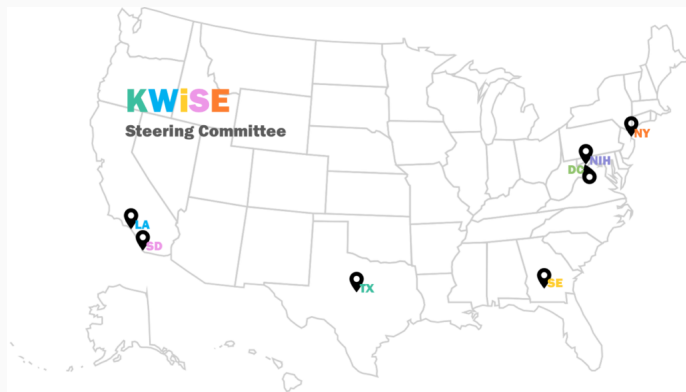 KWiSE
Steering Committee
NY
NIH
DC
LA
SD
TX
SE